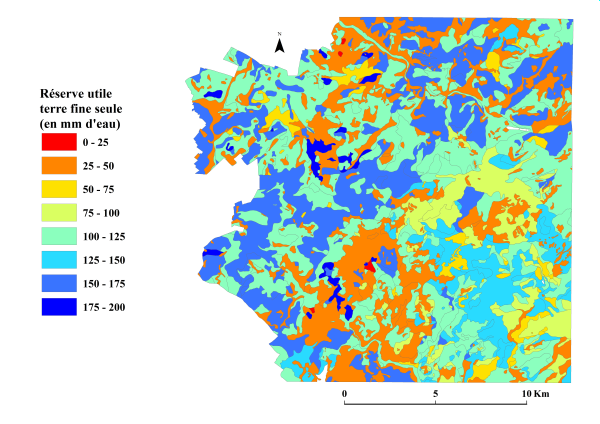 N
Réserve utile
terre fine seule
(en mm d'eau)
0 - 25
25 - 50
50 - 75
75 - 100
100 - 125
125 - 150
150 - 175
175 - 200
0 5 10 Km